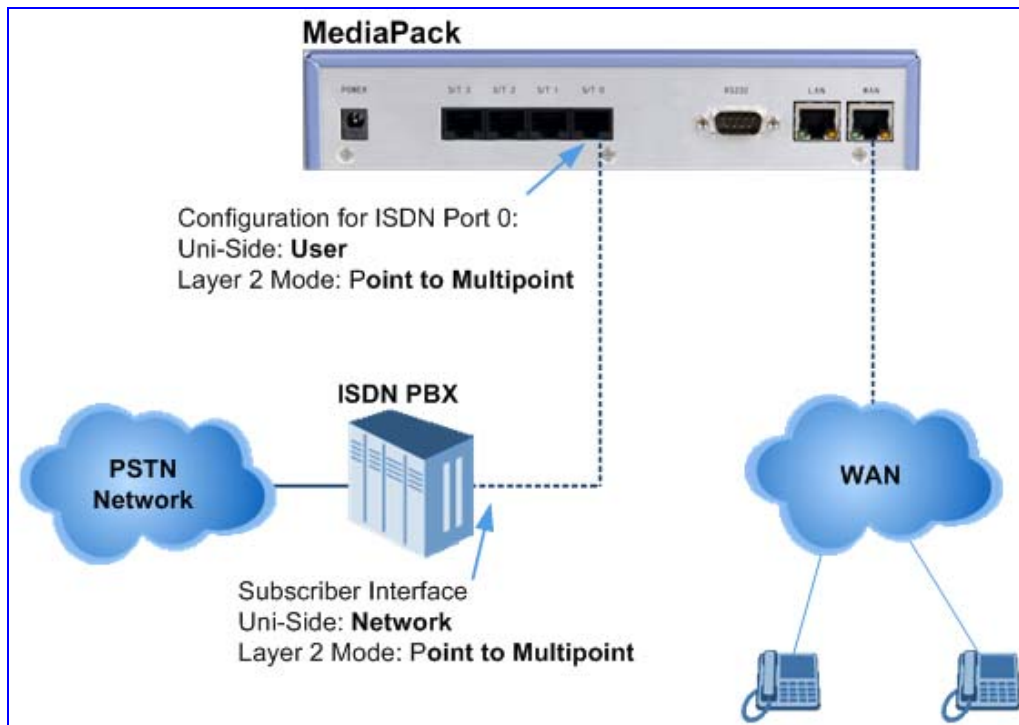 MediaPack
POWER
S/T 3 S/T 2 S/T 1 S/T 0
RS232
LAN
WAN
Configuration for ISDN Port 0:
Uni-Side: User
Layer 2 Mode: Point to Multipoint
ISDN PBX
PSTN
Network
WAN
Subscriber Interface
Uni-Side: Network
Layer 2 Mode: Point to Multipoint